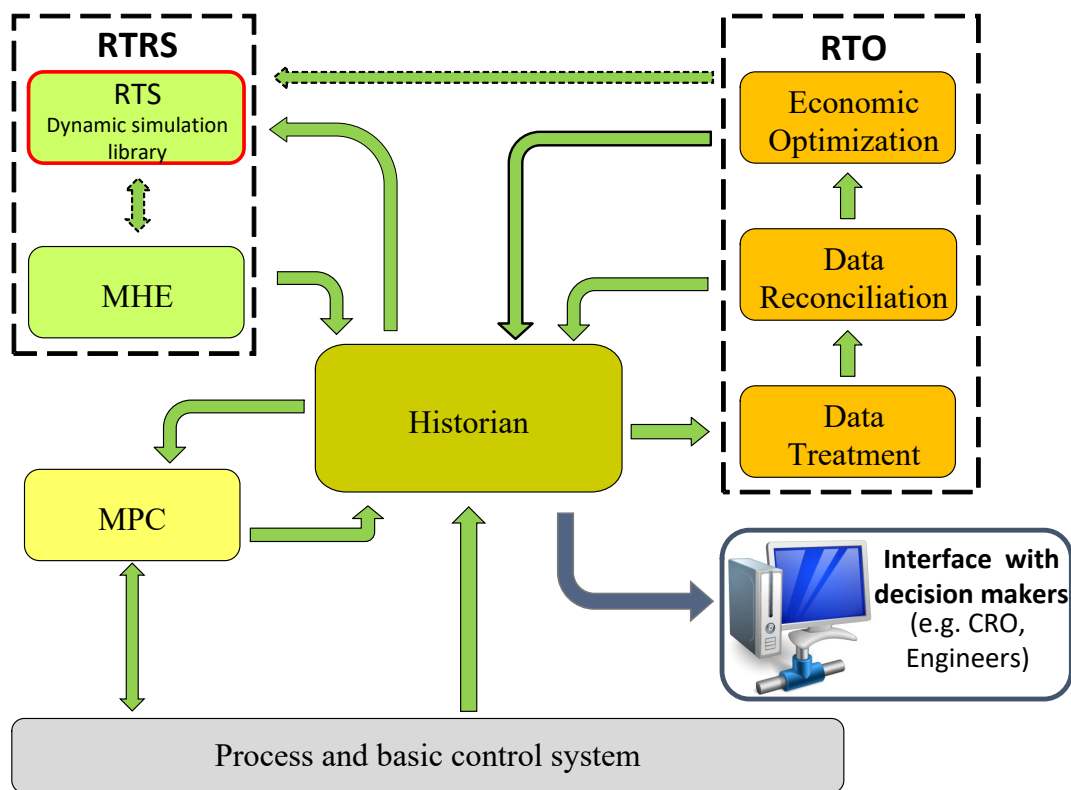 RTRS
RTS
Dynamic simulation
library
MHE
RTO
Economic
Optimization
Data
Reconciliation
Data
Treatment
Historian
MPC
Interface with
decision makers
(e.g. CRO,
Engineers)
Process and basic control system